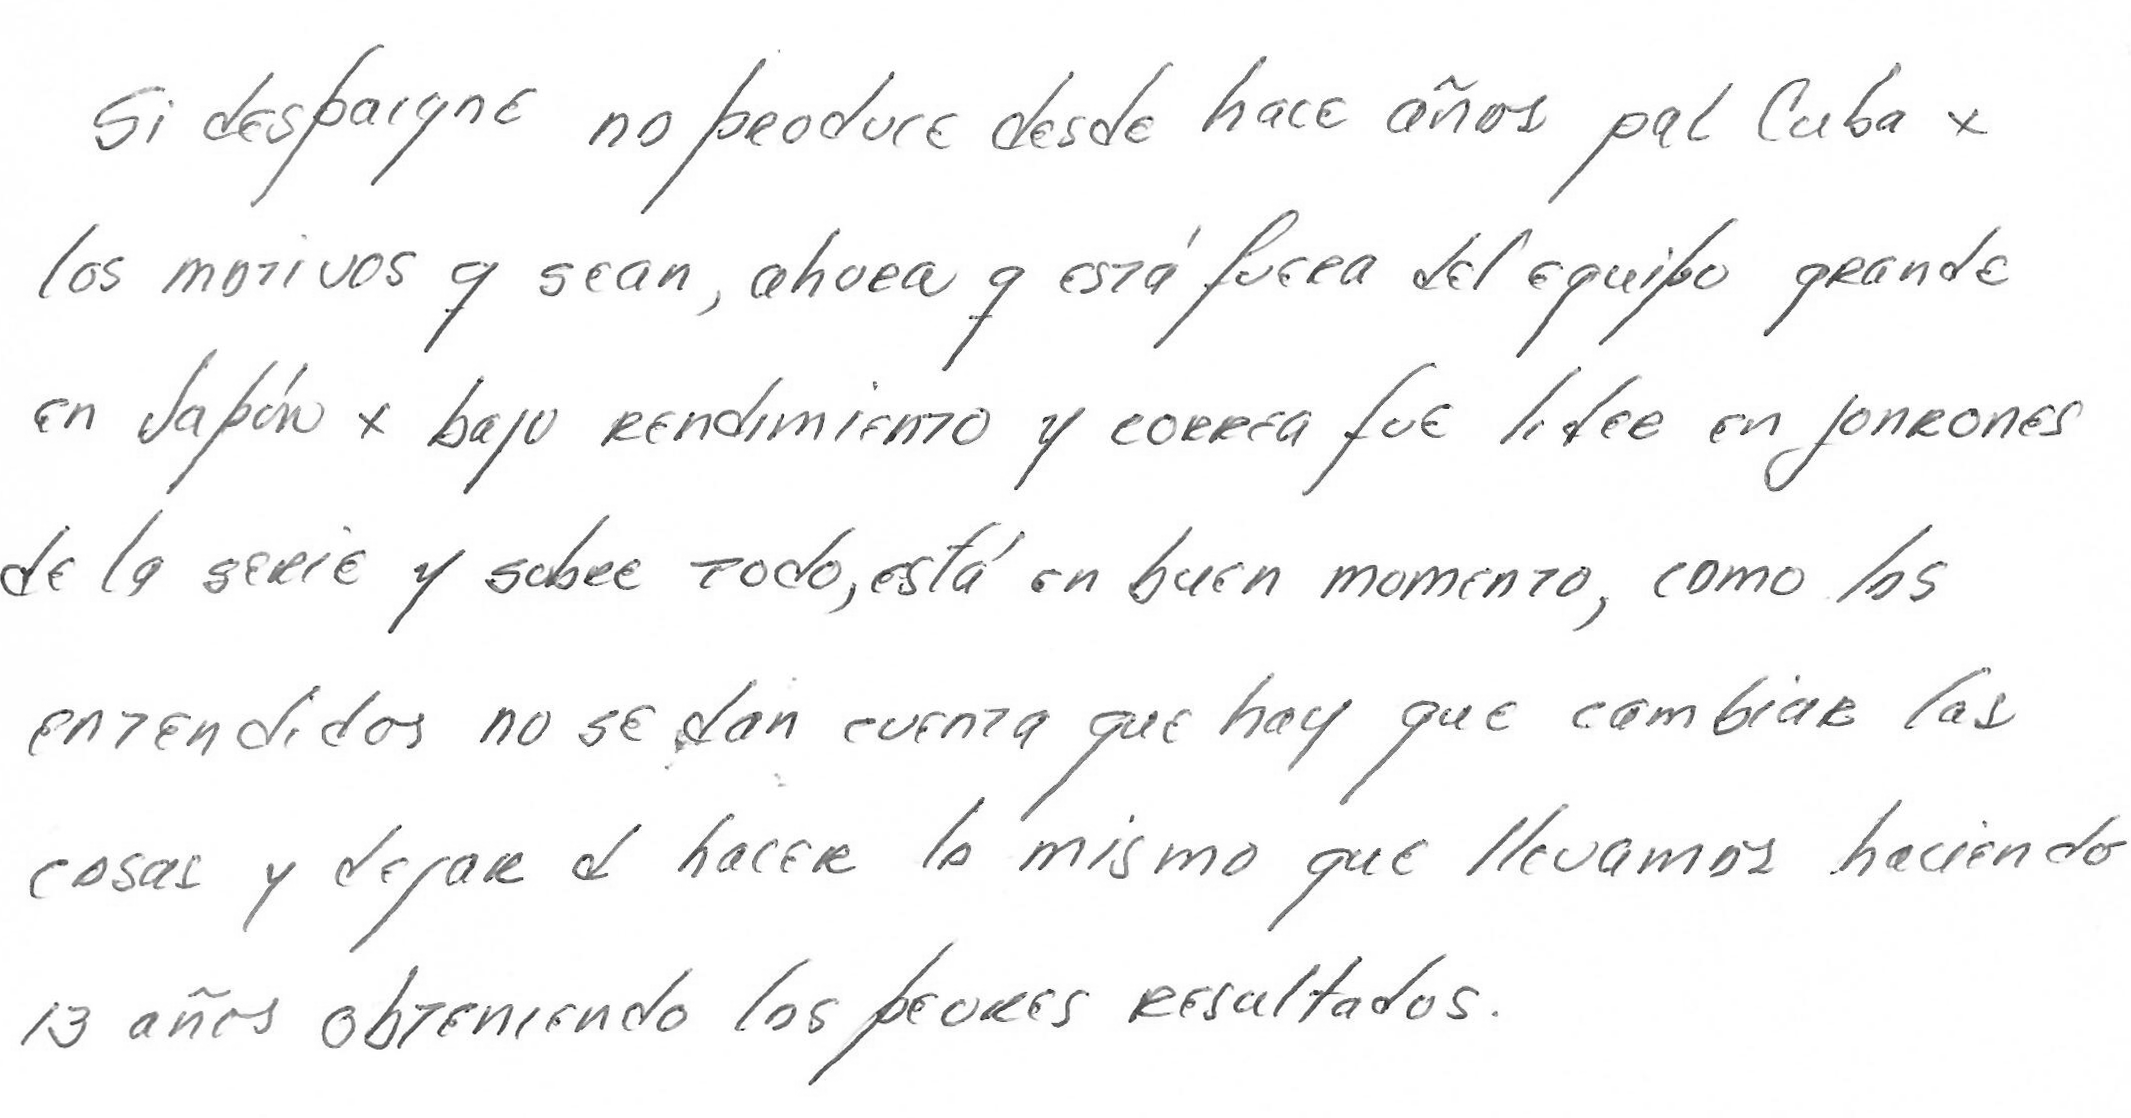 Si despaigne no produce desde hace años pal Cuba x
los motivos q sean, ahora q está fuera del equipo grande
en Japón x bajo rendimiento y correa fue lider en jonrones
de la serie y sobre todo, está en buen momento, como los
entendidos no se dan cuenta que hay que cambiar las
cosas y dejar d hacer lo mismo que llevamos haciendo
13 años obteniendo los peores resultados.